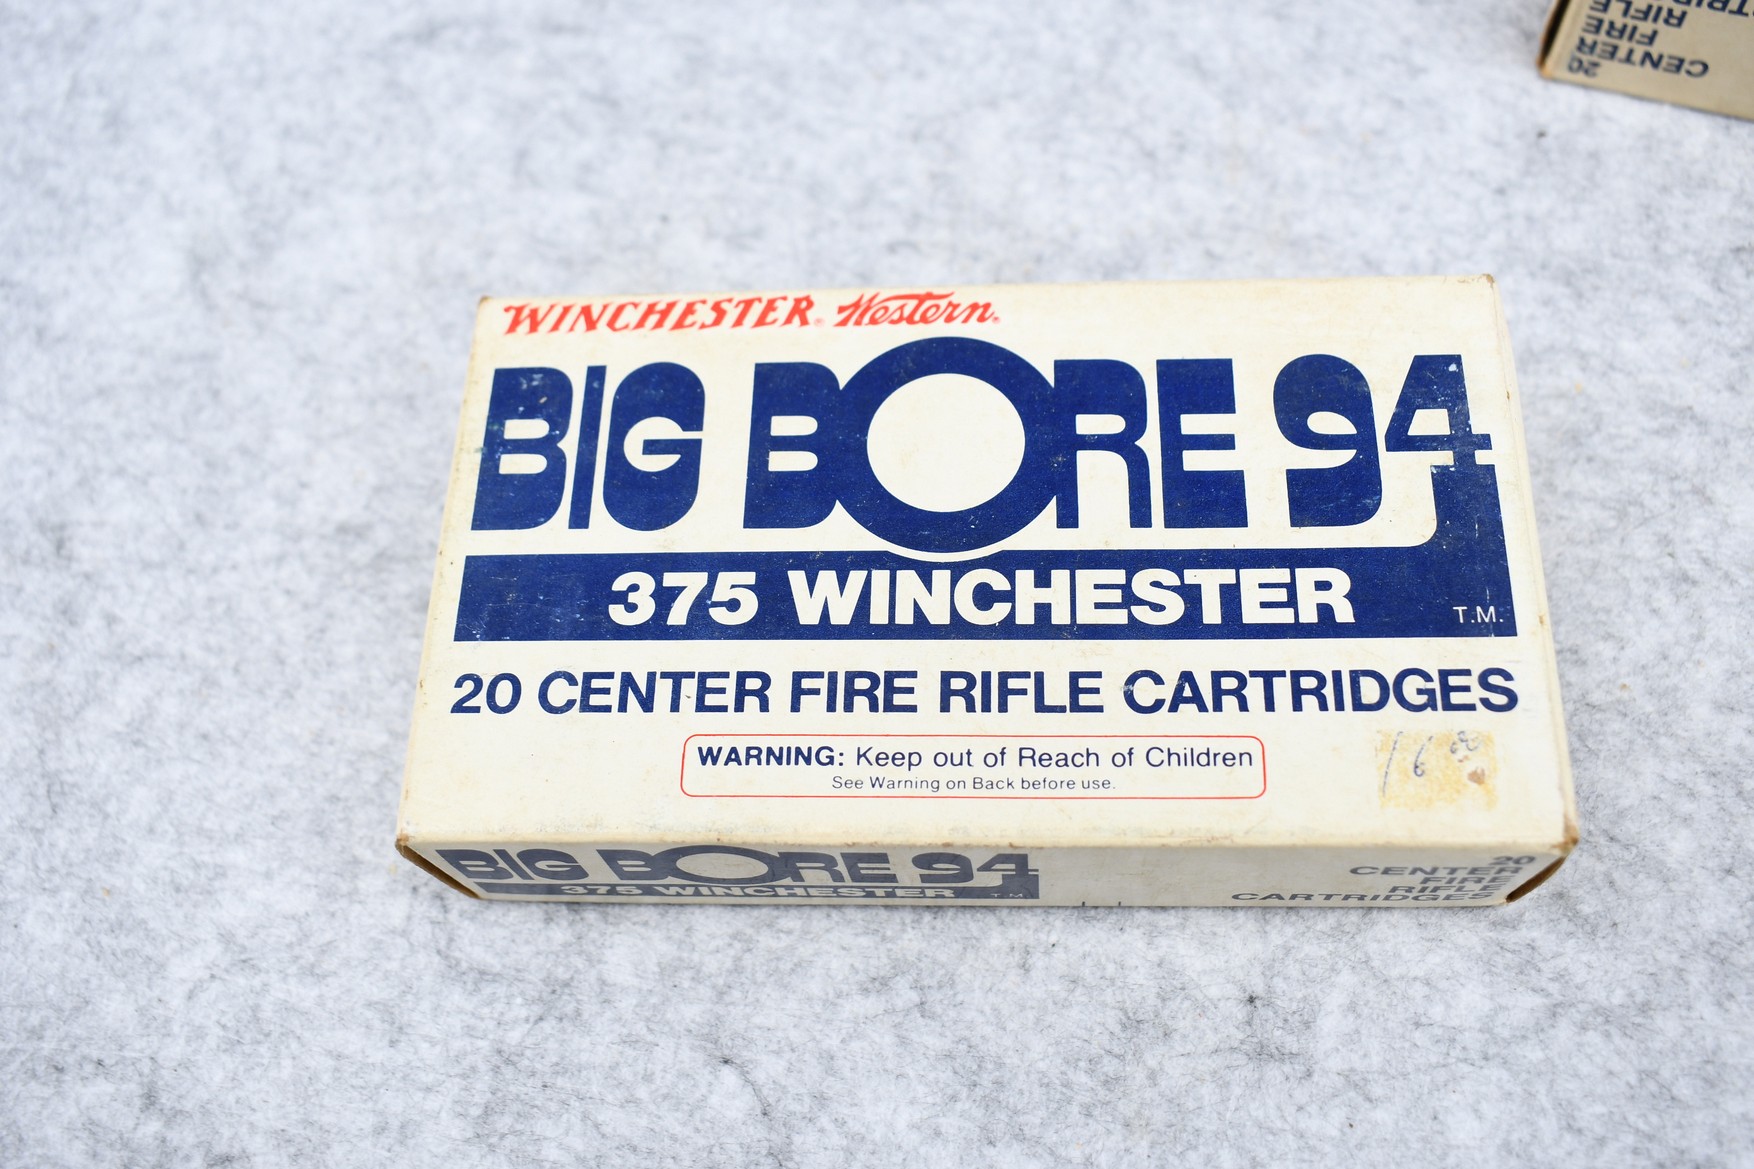 WINCHESTER® Western®
BIG BORE 94
375 WINCHESTER T.M.
20 CENTER FIRE RIFLE CARTRIDGES
WARNING: Keep out of Reach of Children
See Warning on Back before use.
16
BIG BORE 94
375 WINCHESTER T.M.
20
CENTER
FIRE
RIFLE
CARTRIDGES
20
CENTER
FIRE
RIFLE